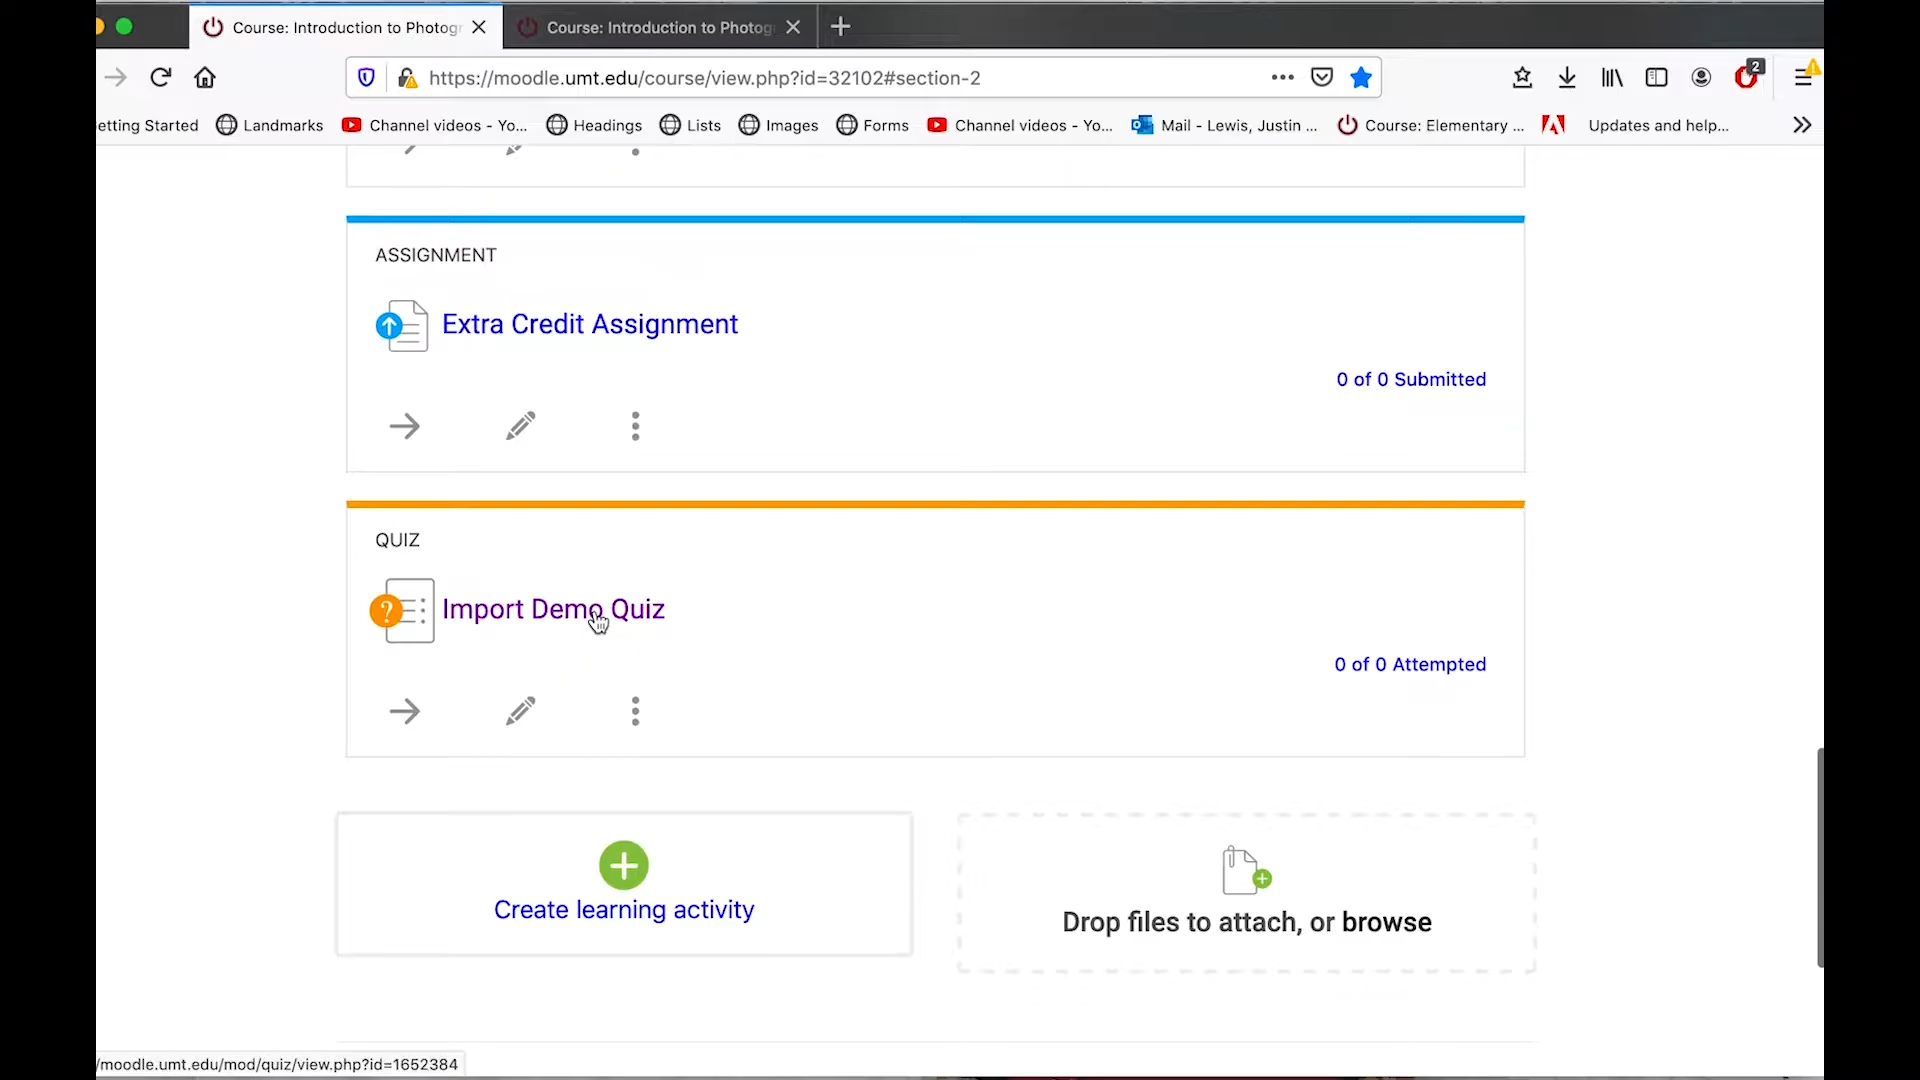 Course: Introduction to Photog
Course: Introduction to Photog
https://moodle.umt.edu/course/view.php?id=32102#section-2
2
etting Started
Landmarks
Channel videos - Yo...
Headings
Lists
Images
Forms
Channel videos - Yo...
Mail - Lewis, Justin ...
Course: Elementary ...
Updates and help...
ASSIGNMENT
Extra Credit Assignment
0 of 0 Submitted
QUIZ
Import Demo Quiz
0 of 0 Attempted
Create learning activity
Drop files to attach, or browse
/moodle.umt.edu/mod/quiz/view.php?id=1652384